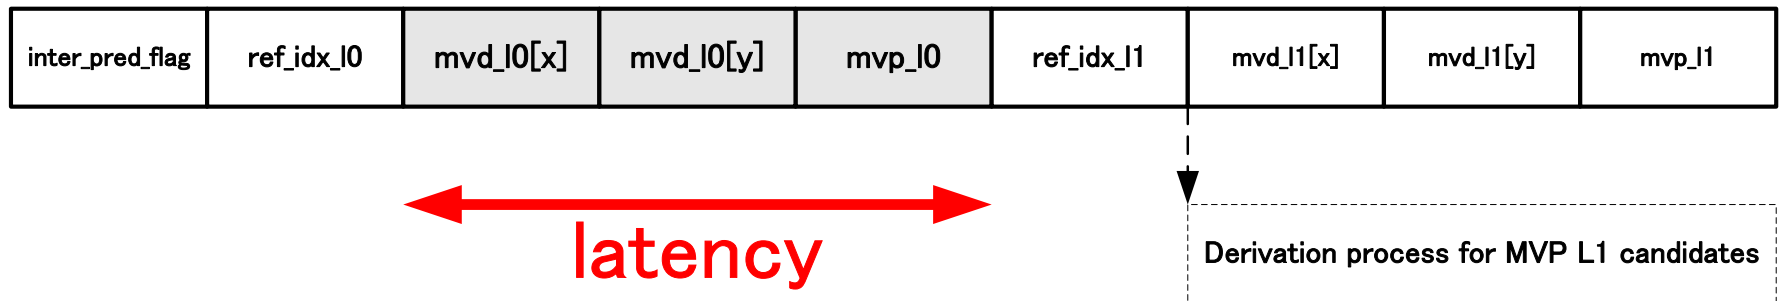 inter_pred_flag ref_idx_l0 mvd_l0[x] mvd_l0[y] mvp_l0 ref_idx_l1 mvd_l1[x] mvd_l1[y] mvp_l1
latency
Derivation process for MVP L1 candidates